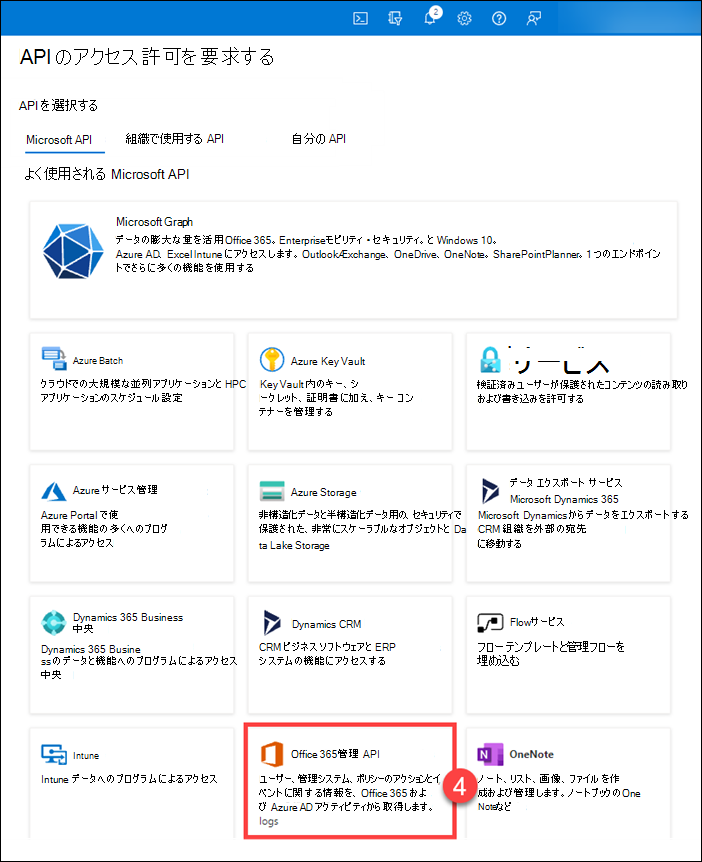 2
API のアクセス許可を要求する
APIを選択する
Microsoft API 組織で使用する API 自分の API
よく使用される Microsoft API
Microsoft Graph
データの膨大な量を活用Office 365。Enterpriseモビリティ・セキュリティ。と Windows 10。
Azure AD、Excel Intune にアクセスします。Outlook/Exchange、OneDrive、OneNote。SharePointPlanner。1 つのエンドポイン
トでさらに多くの機能を使用する
Azure Batch
クラウドでの大規模な並列アプリケーションと HPC
アプリケーションのスケジュール設定
Azure Key Vault
Key Vault内のキー、シ
ークレット、証明書に加え、キー コン
テナーを管理する
サービス
検証済みユーザーが保護されたコンテンツの読み取り
および書き込みを許可する
Azure サービス管理
Azure Portal で使
用できる機能の多くへのプログ
ラムによるアクセス
Azure Storage
非構造化データと半構造化データ用の、セキュリティで
保護された、非常にスケーラブルなオブジェクトと Da
ta Lake Storage
データ エクスポート サービス
Microsoft Dynamics 365
Microsoft Dynamicsからデータをエクスポートする
CRM 組織を外部の宛先
に移動する
Dynamics 365 Business
中央
Dynamics 365 Busine
ssのデータと機能へのプログラムによるアクセス
中央
Dynamics CRM
CRM ビジネス ソフトウェアと ERP
システムの機能にアクセスする
Flowサービス
フロー テンプレートと管理フローを
埋め込む
Intune
Intune データへのプログラムによるアクセス
Office 365管理 API
ユーザー、管理システム、ポリシーのアクションとイ
ベントに関する情報を、Office 365 およ
び Azure AD アクティビティから取得します。
logs
4
OneNote
ノート、リスト、画像、ファイル を作
成および管理します。ノートブックのOne
Noteなど